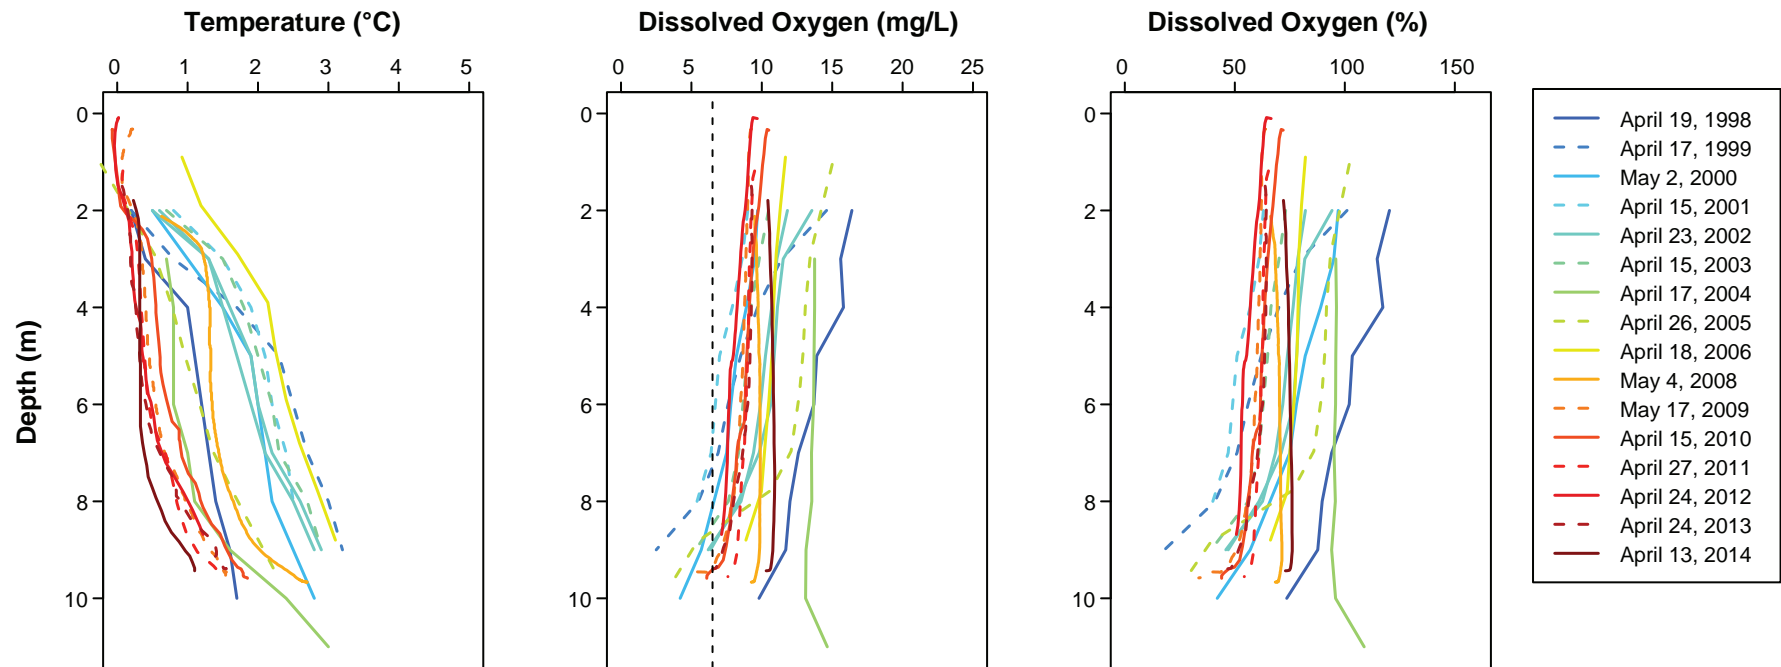 Temperature (°C) Dissolved Oxygen (mg/L) Dissolved Oxygen (%)
0 1 2 3 4 5 0 5 10 15 20 25 0 50 100 150
0 0 0
2 2 2
4 4 4
6 6 6
8 8 8
10 10 10
Depth (m)
April 19, 1998
April 17, 1999
May 2, 2000
April 15, 2001
April 23, 2002
April 15, 2003
April 17, 2004
April 26, 2005
April 18, 2006
May 4, 2008
May 17, 2009
April 15, 2010
April 27, 2011
April 24, 2012
April 24, 2013
April 13, 2014